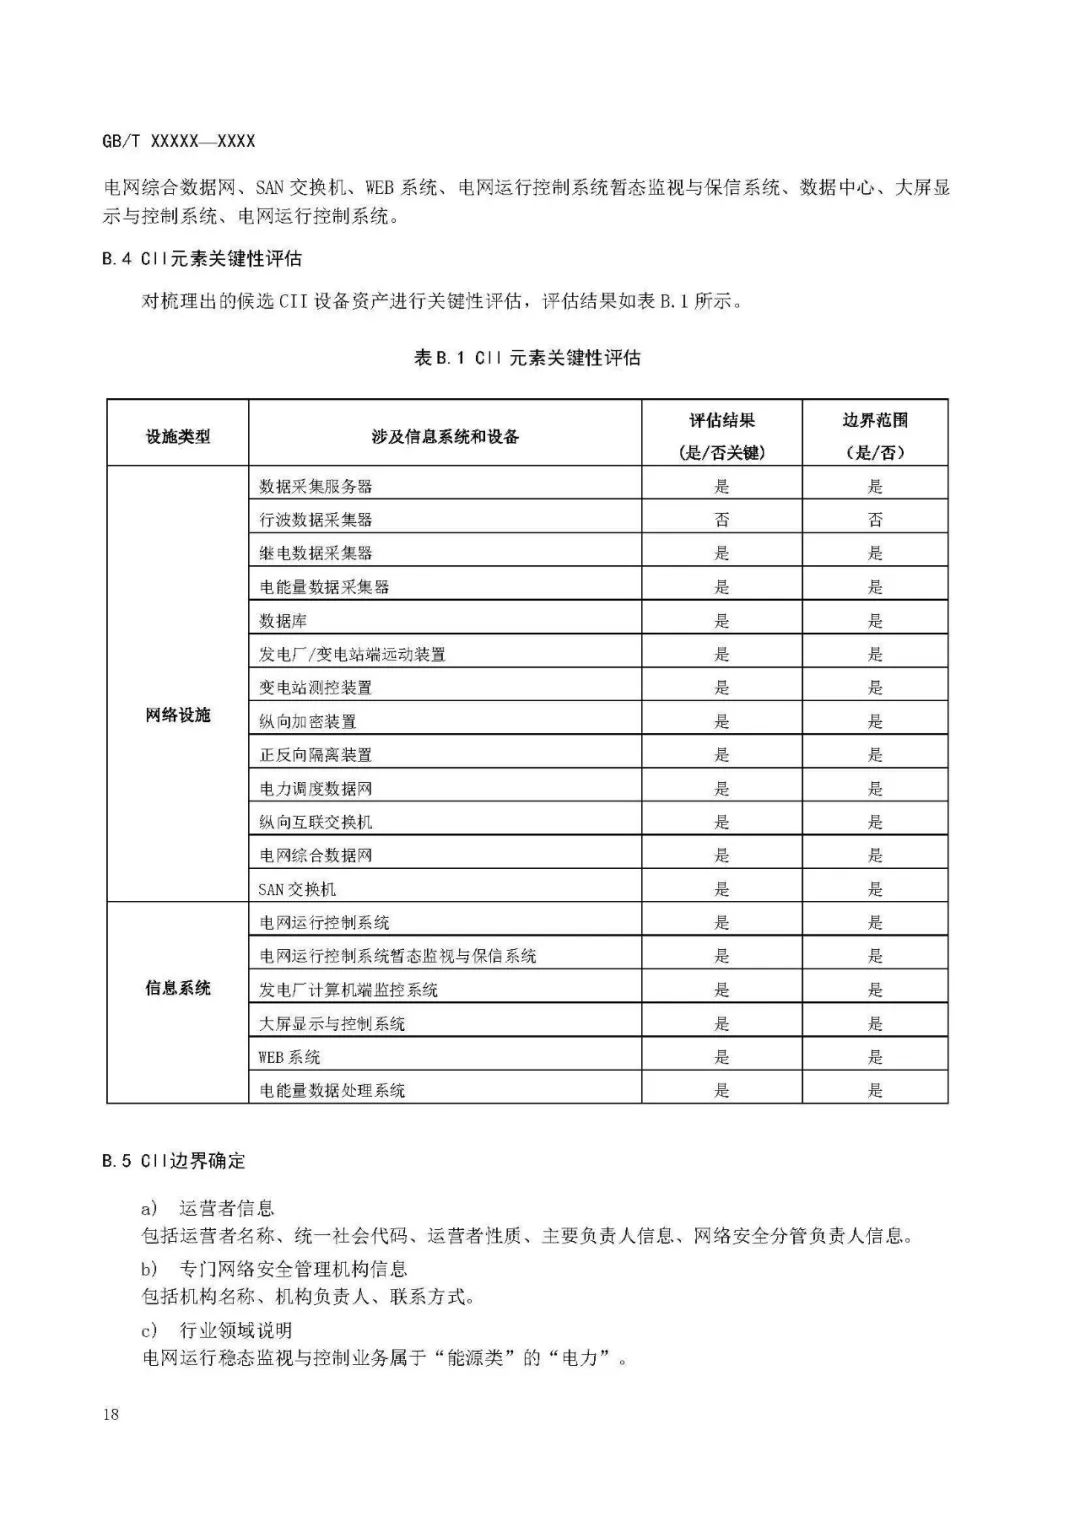 GB/T XXXXX—XXXX
电网综合数据网、SAN 交换机、WEB 系统、电网运行控制系统暂态监视与保信系统、数据中心、大屏显
示与控制系统、电网运行控制系统。
B.4 CII元素关键性评估
对梳理出的候选 CII 设备资产进行关键性评估，评估结果如表 B.1 所示。
表 B.1 CII 元素关键性评估
设施类型 涉及信息系统和设备 评估结果 边界范围
(是/否关键) （是/否）
数据采集服务器 是 是
行波数据采集器 否 否
继电数据采集器 是 是
电能量数据采集器 是 是
数据库 是 是
发电厂/变电站端远动装置 是 是
变电站测控装置 是 是
网络设施 纵向加密装置 是 是
正反向隔离装置 是 是
电力调度数据网 是 是
纵向互联交换机 是 是
电网综合数据网 是 是
SAN 交换机 是 是
电网运行控制系统 是 是
电网运行控制系统暂态监视与保信系统 是 是
信息系统 发电厂计算机端监控系统 是 是
大屏显示与控制系统 是 是
WEB 系统 是 是
电能量数据处理系统 是 是
B.5 CII边界确定
a) 运营者信息
包括运营者名称、统一社会代码、运营者性质、主要负责人信息、网络安全分管负责人信息。
b) 专门网络安全管理机构信息
包括机构名称、机构负责人、联系方式。
c) 行业领域说明
电网运行稳态监视与控制业务属于“能源类”的“电力”。
18